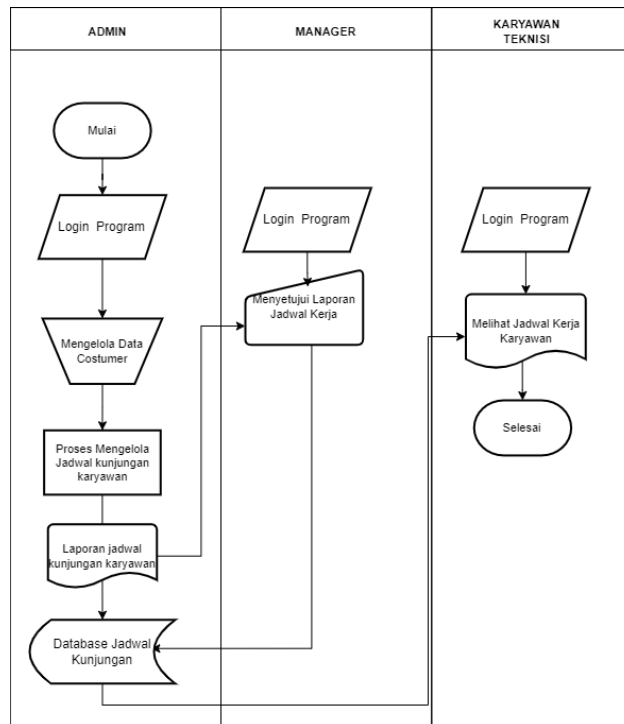 ADMIN
MANAGER
KARYAWAN
TEKNISI
Mulai
Login Program
Mengelola Data
Costumer
Proses Mengelola
Jadwal kunjungan
karyawan
Laporan jadwal
kunjungan karyawan
Database Jadwal
Kunjungan
Login Program
Menyetujui Laporan
Jadwal Kerja
Login Program
Melihat Jadwal Kerja
Karyawan
Selesai